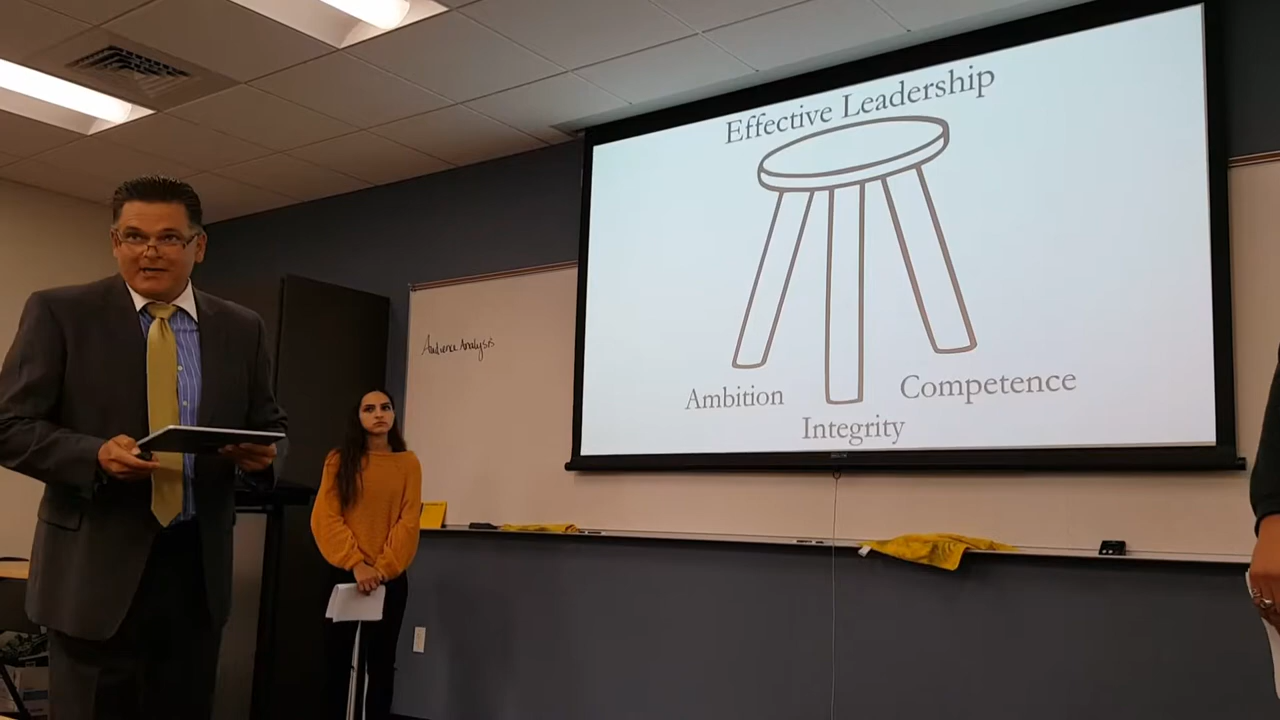 Effective Leadership
Ambition
Competence
Integrity
Audience Analysis